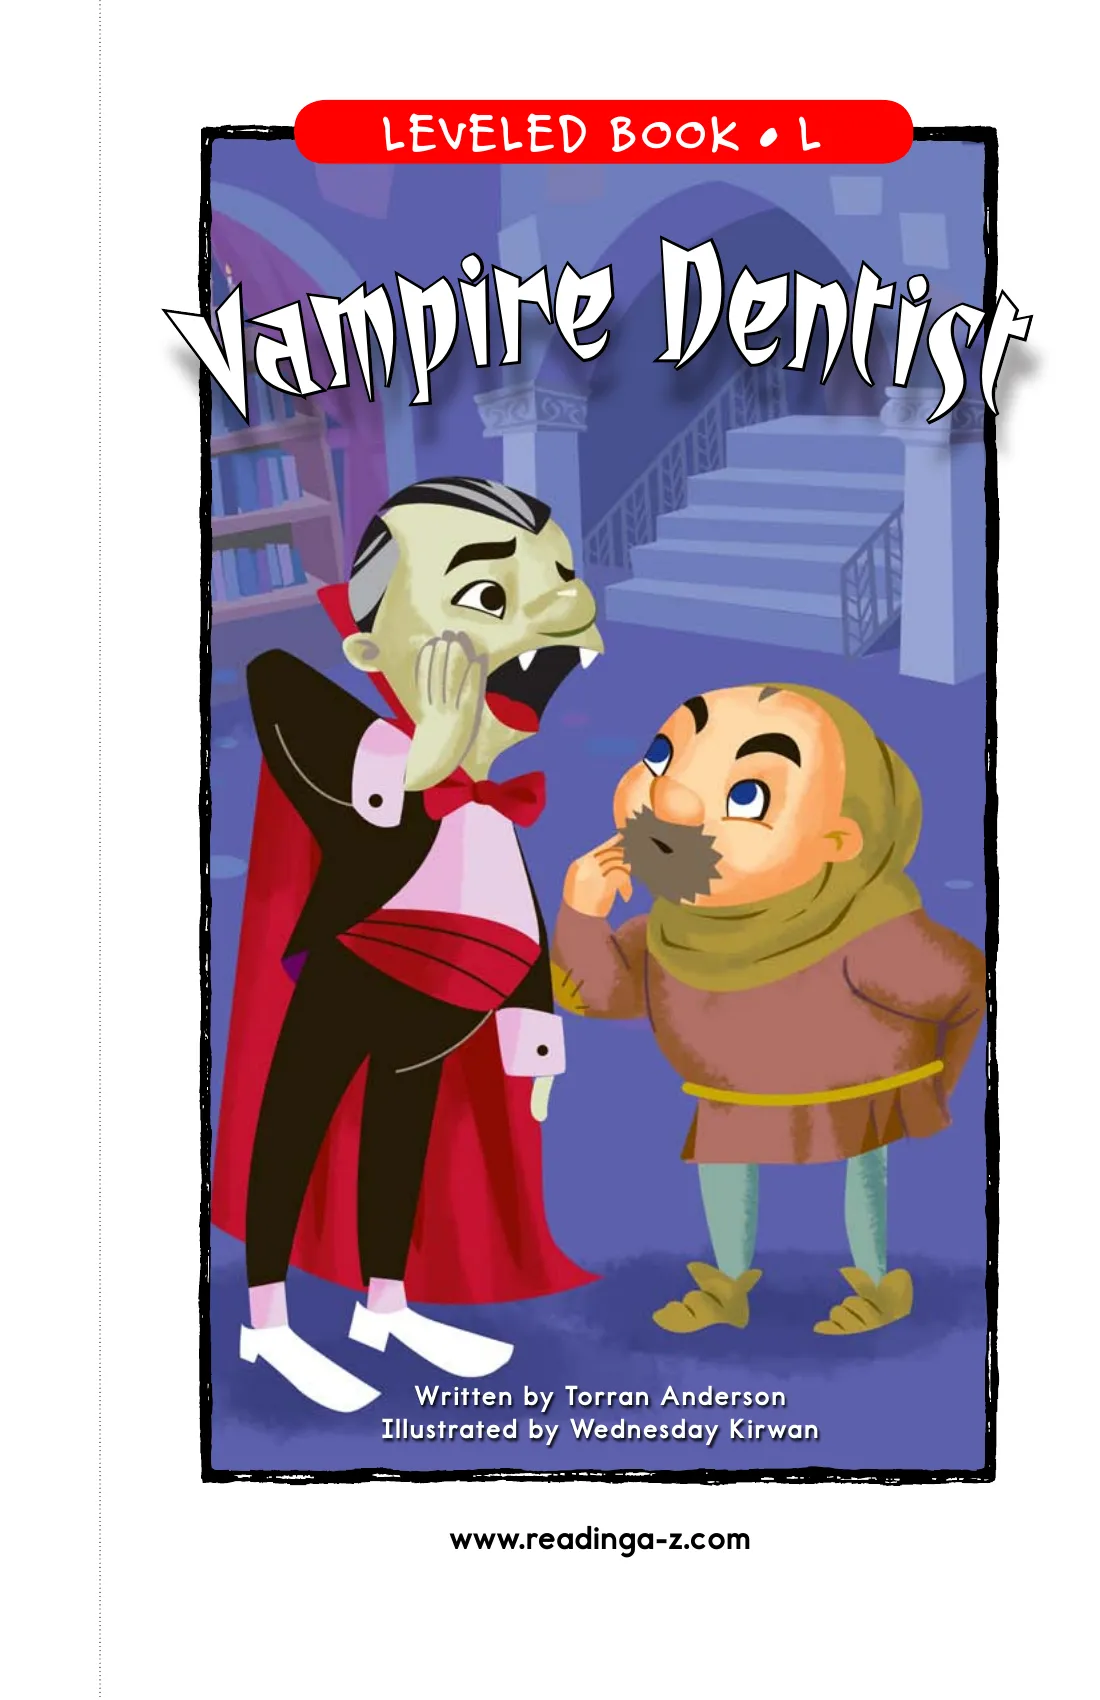 LEVELED BOOK • L
Vampire Dentist
Written by Torran Anderson
Illustrated by Wednesday Kirwan
www.readinga-z.com